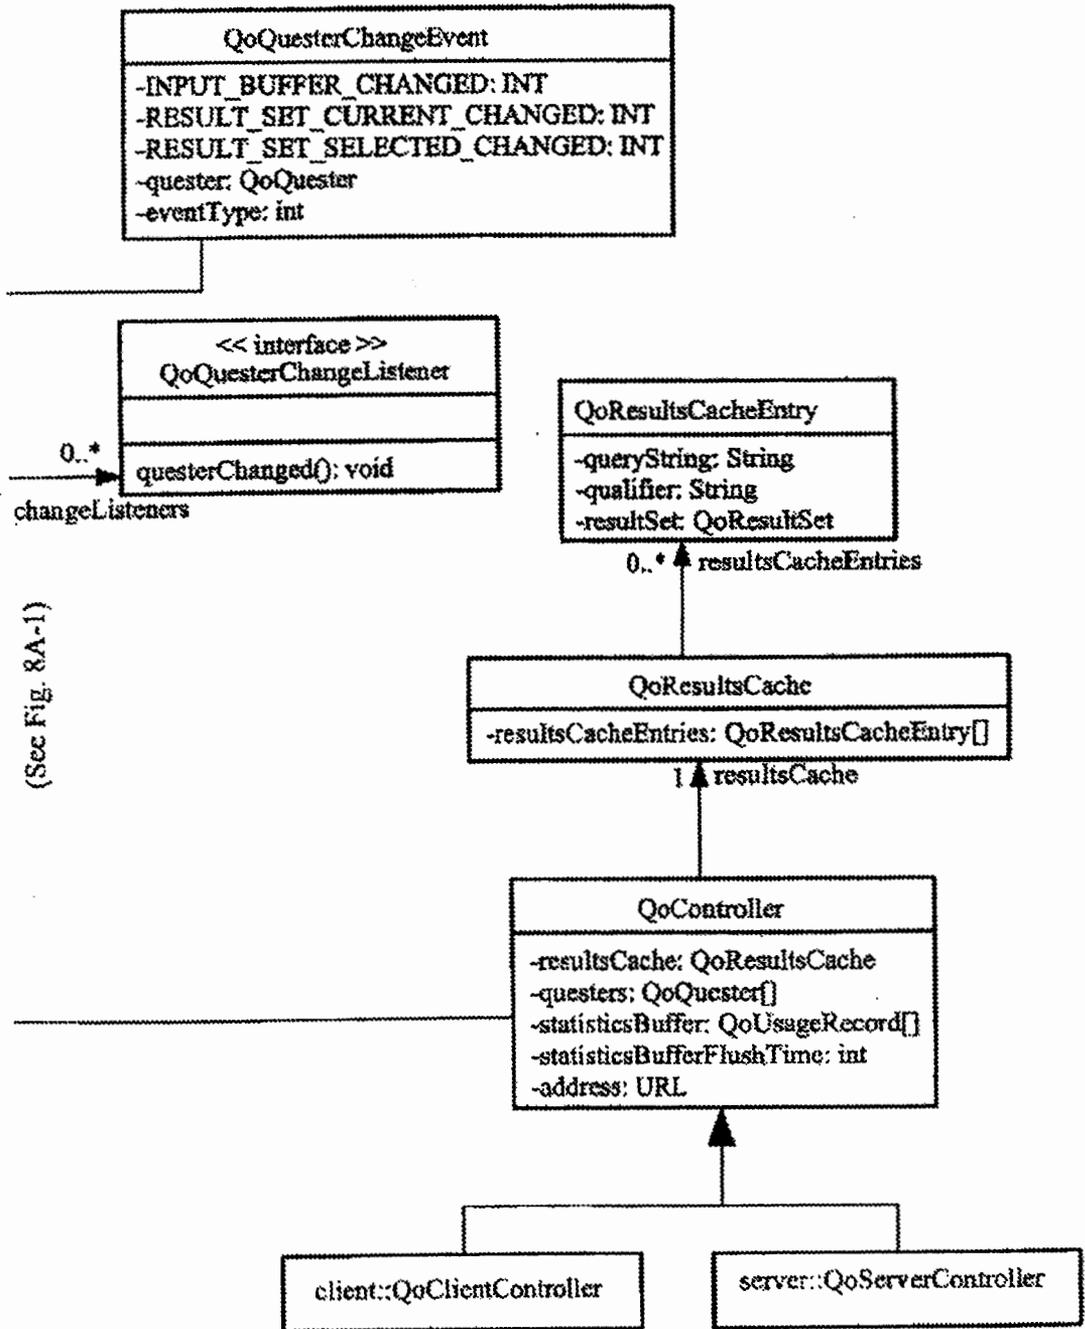 QoQuesterChangeEvent
-INPUT_BUFFER_CHANGED: INT
-RESULT_SET_CURRENT_CHANGED: INT
-RESULT_SET_SELECTED_CHANGED: INT
-quester: QoQuester
-eventType: int
<< interface >>
QoQuesterChangeListener
questerChanged(): void
0..*
changeListeners
QoResultsCacheEntry
-queryString: String
-qualifier: String
-resultSet: QoResultSet
0..* resultsCacheEntries
(See Fig. 8A-1)
QoResultsCache
-resultsCacheEntries: QoResultsCacheEntry[]
1 resultsCache
QoController
-resultsCache: QoResultsCache
-questers: QoQuester[]
-statisticsBuffer: QoUsageRecord[]
-statisticsBufferFlushTime: int
-address: URL
client::QoClientController
server::QoServerController